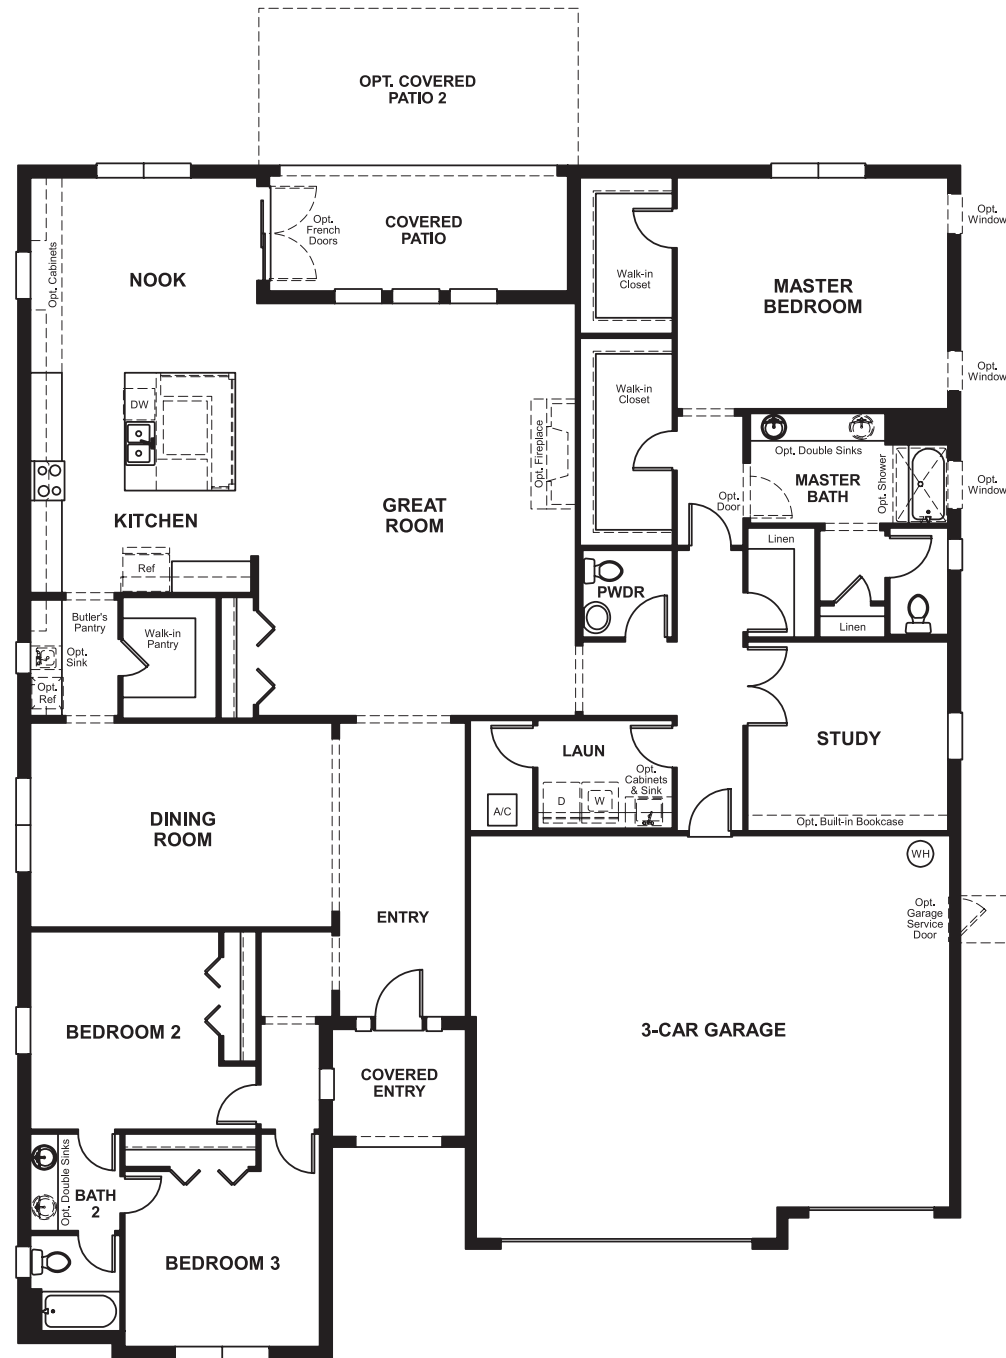 OPT. COVERED
PATIO 2
Opt.
French
Doors
COVERED
PATIO
Opt.
Window
Opt. Cabinets
NOOK
Walk-in
Closet
MASTER
BEDROOM
Opt.
Window
DW
Walk-in
Closet
Opt. Fireplace
Opt. Double Sinks
MASTER
BATH
Opt. Shower
Opt.
Window
Opt.
Door
GREAT
ROOM
KITCHEN
Linen
Ref
PWDR
Butler's
Pantry
Walk-in
Pantry
Opt.
Sink
Opt.
Ref
Linen
LAUN
STUDY
Opt.
Cabinets
& Sink
D
W
A/C
Opt. Built-in Bookcase
DINING
ROOM
WH
ENTRY
Opt.
Garage
Service
Door
BEDROOM 2
3-CAR GARAGE
COVERED
ENTRY
Opt. Double Sinks
BATH
2
BEDROOM 3